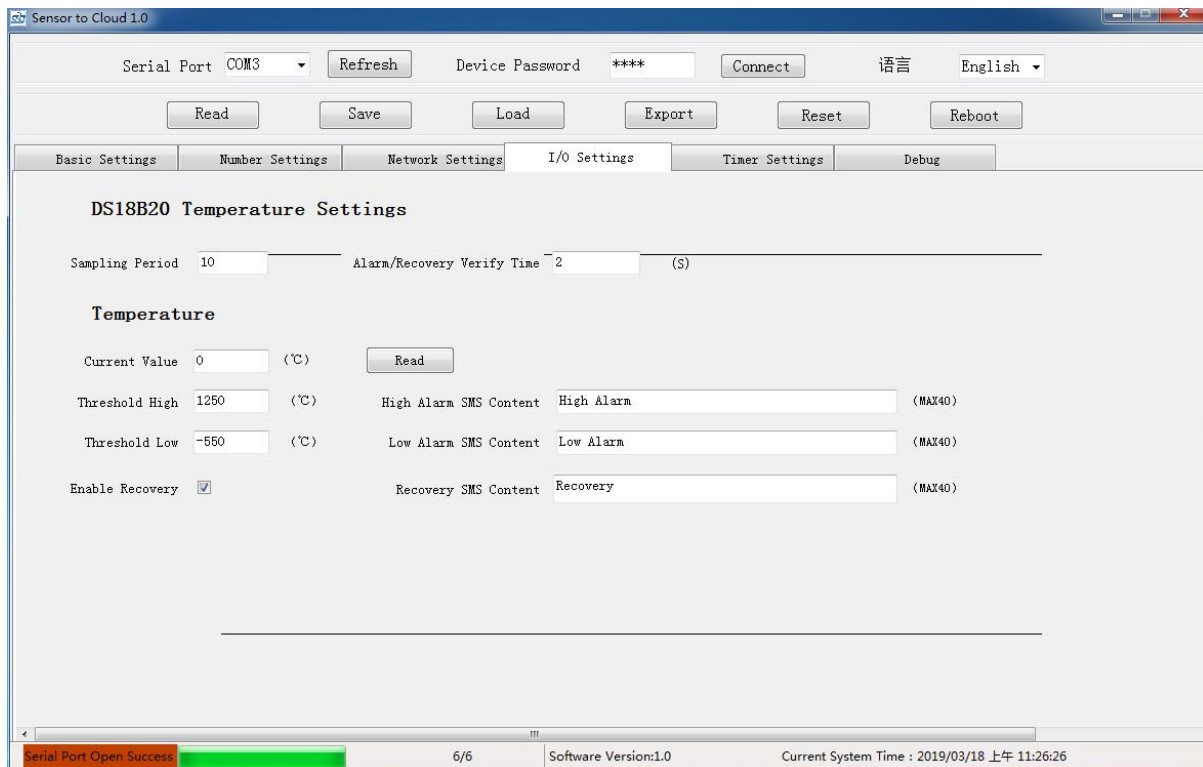 Sensor to Cloud 1.0
Serial Port COM3 Refresh Device Password **** Connect 语言 English
Read Save Load Export Reset Reboot
Basic Settings Number Settings Network Settings I/O Settings Timer Settings Debug
DS18B20 Temperature Settings
Sampling Period 10 Alarm/Recovery Verify Time 2 (S)
Temperature
Current Value 0 (℃) Read
Threshold High 1250 (℃) High Alarm SMS Content High Alarm (MAX40)
Threshold Low -550 (℃) Low Alarm SMS Content Low Alarm (MAX40)
Enable Recovery Recovery SMS Content Recovery (MAX40)
Serial Port Open Success 6/6 Software Version:1.0 Current System Time : 2019/03/18 上午 11:26:26